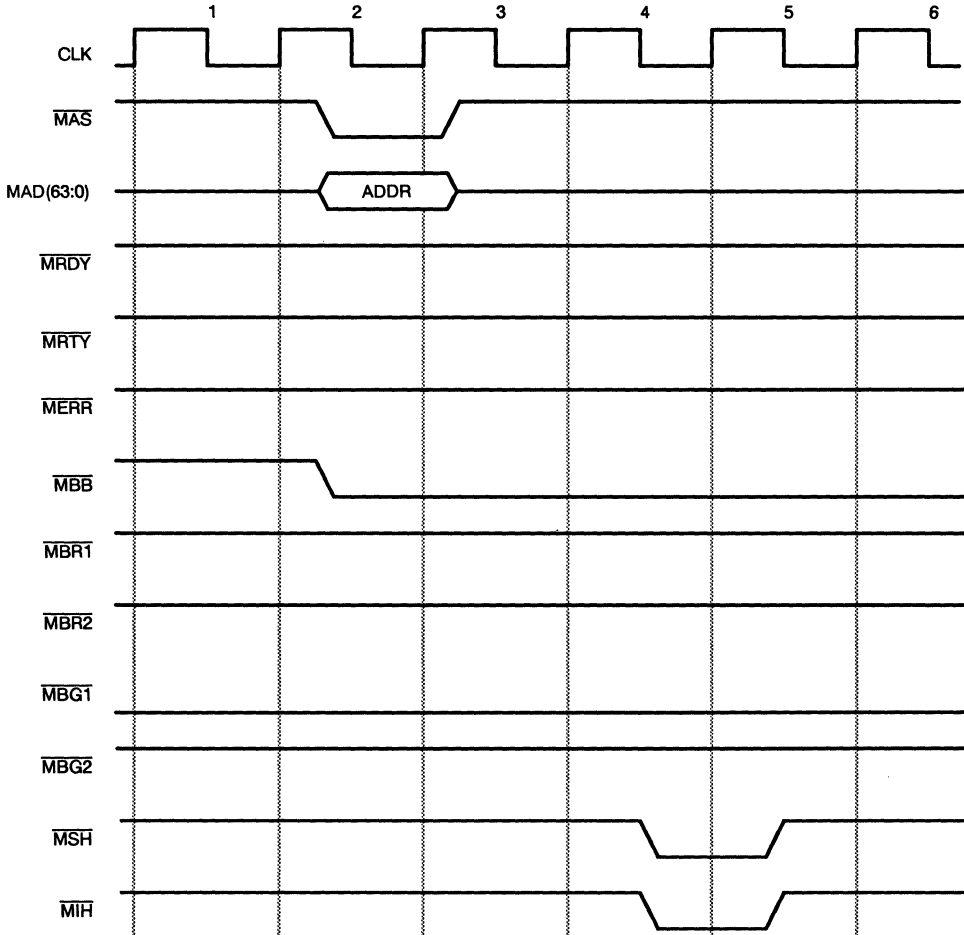 1 2 3 4 5 6
CLK
MAS
MAD(63:0) ADDR
MRDY
MRTY
MERR
MBB
MBR1
MBR2
MBG1
MBG2
MSH
MIH